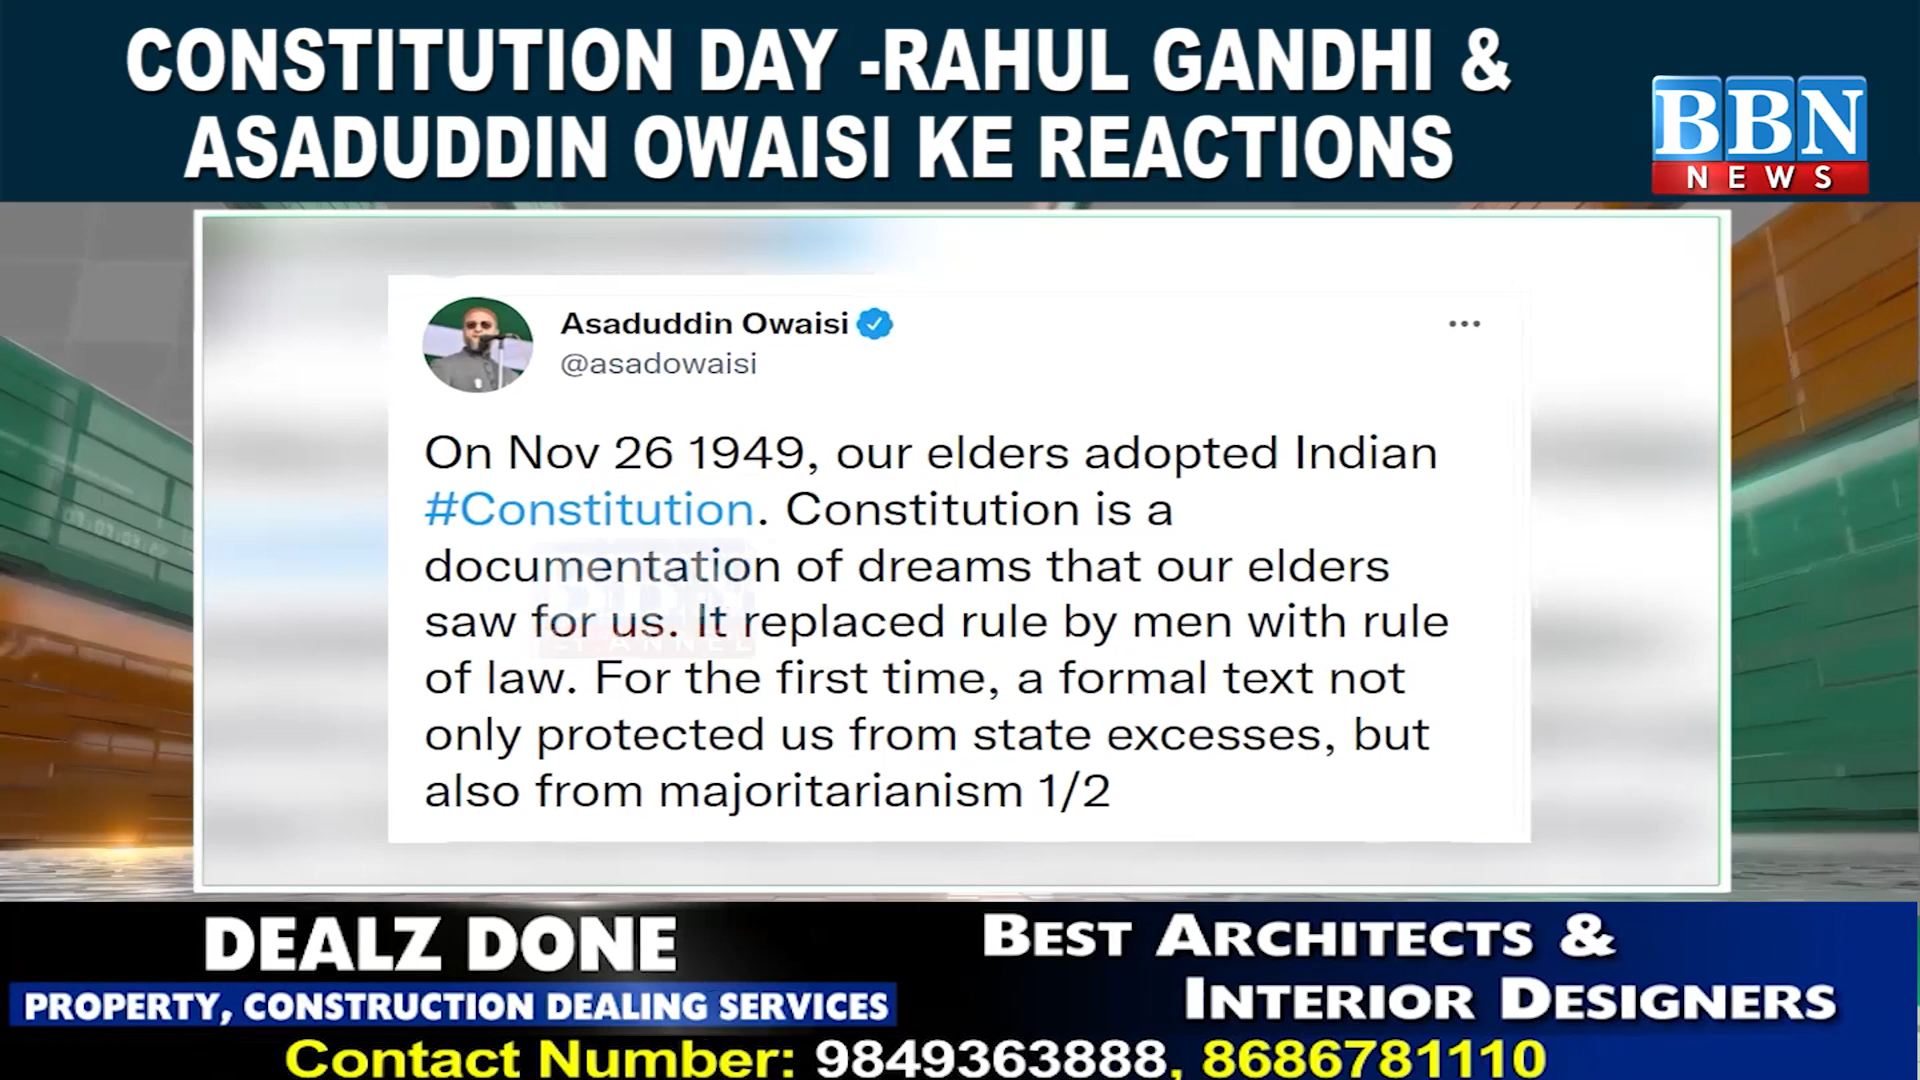 CONSTITUTION DAY -RAHUL GANDHI &
ASADUDDIN OWAISI KE REACTIONS
BBN
NEWS
Asaduddin Owaisi
@asadowaisi
On Nov 26 1949, our elders adopted Indian
#Constitution. Constitution is a
documentation of dreams that our elders
saw for us. It replaced rule by men with rule
of law. For the first time, a formal text not
only protected us from state excesses, but
also from majoritarianism 1/2
DEALZ DONE
PROPERTY, CONSTRUCTION DEALING SERVICES
BEST ARCHITECTS &
INTERIOR DESIGNERS
Contact Number: 9849363888, 8686781110